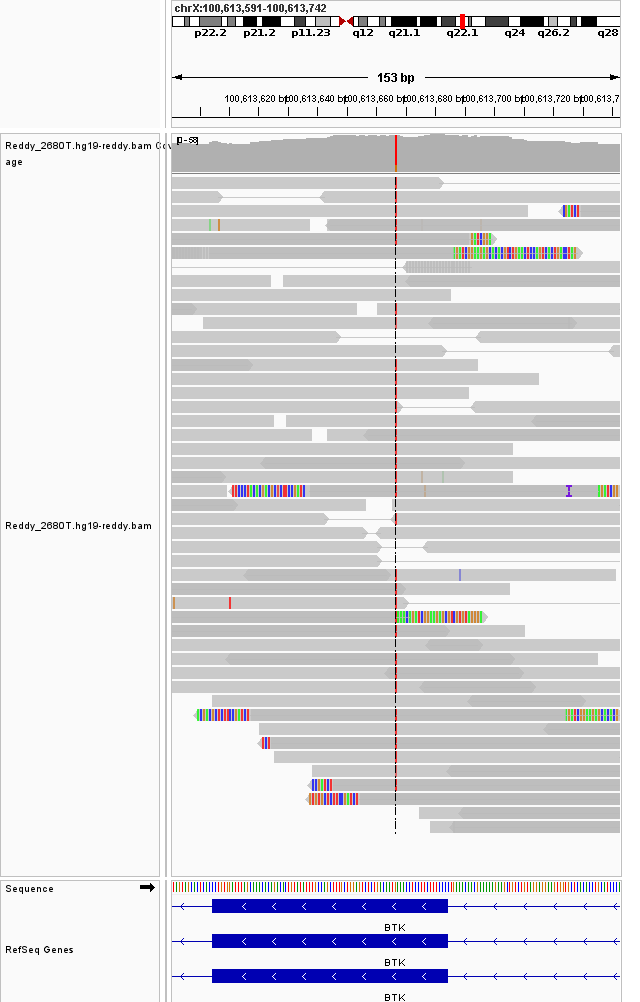 chrX:100,613,591-100,613,742
p22.2 p21.2 p11.23 q12 q21.1 q22.1 q24 q26.2 q28
153 bp
100,613,620 bp 100,613,640 bp 100,613,660 bp 100,613,680 bp 100,613,700 bp 100,613,720 bp 100,613,7
Reddy_2680T.hg19-reddy.bam Cov
age
Reddy_2680T.hg19-reddy.bam
Sequence
BTK
RefSeq Genes
BTK
BTK